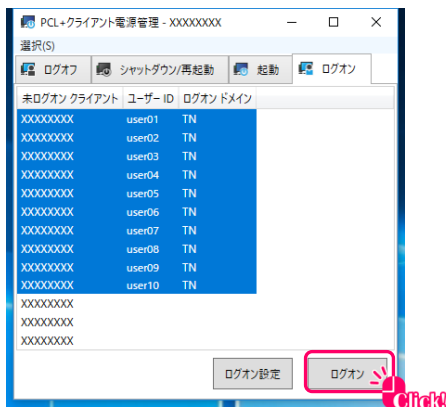 PCL+クライアント電源管理 - XXXXXXXX
選択(S)
ログオフ シャットダウン/再起動 起動 ログオン
未ログオン クライアント ユーザー ID ログオンドメイン
XXXXXXXX user01 TN
XXXXXXXX user02 TN
XXXXXXXX user03 TN
XXXXXXXX user04 TN
XXXXXXXX user05 TN
XXXXXXXX user06 TN
XXXXXXXX user07 TN
XXXXXXXX user08 TN
XXXXXXXX user09 TN
XXXXXXXX user10 TN
XXXXXXXX
XXXXXXXX
XXXXXXXX
ログオン設定 ログオン
Click!